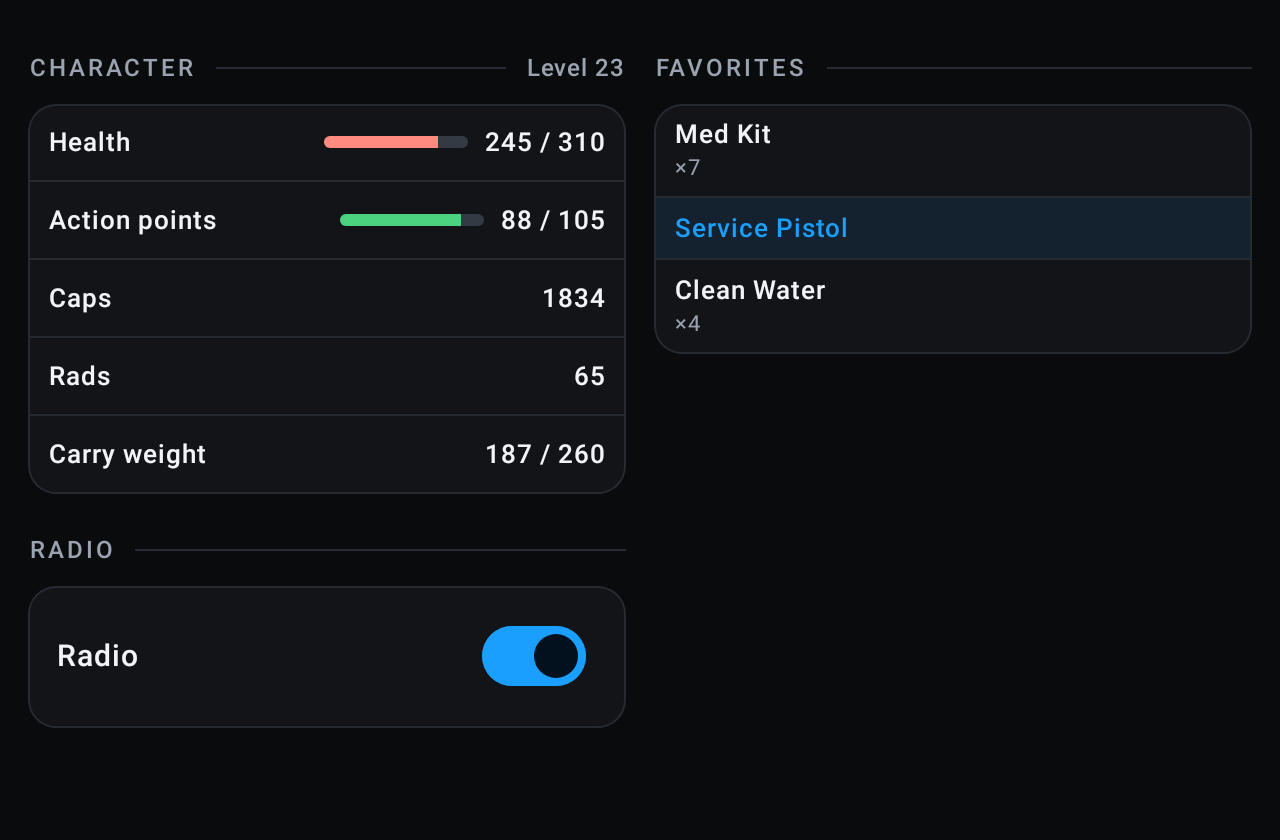 CHARACTER Level 23
Health 245 / 310
Action points 88 / 105
Caps 1834
Rads 65
Carry weight 187 / 260
RADIO
Radio
FAVORITES
Med Kit
×7
Service Pistol
Clean Water
×4